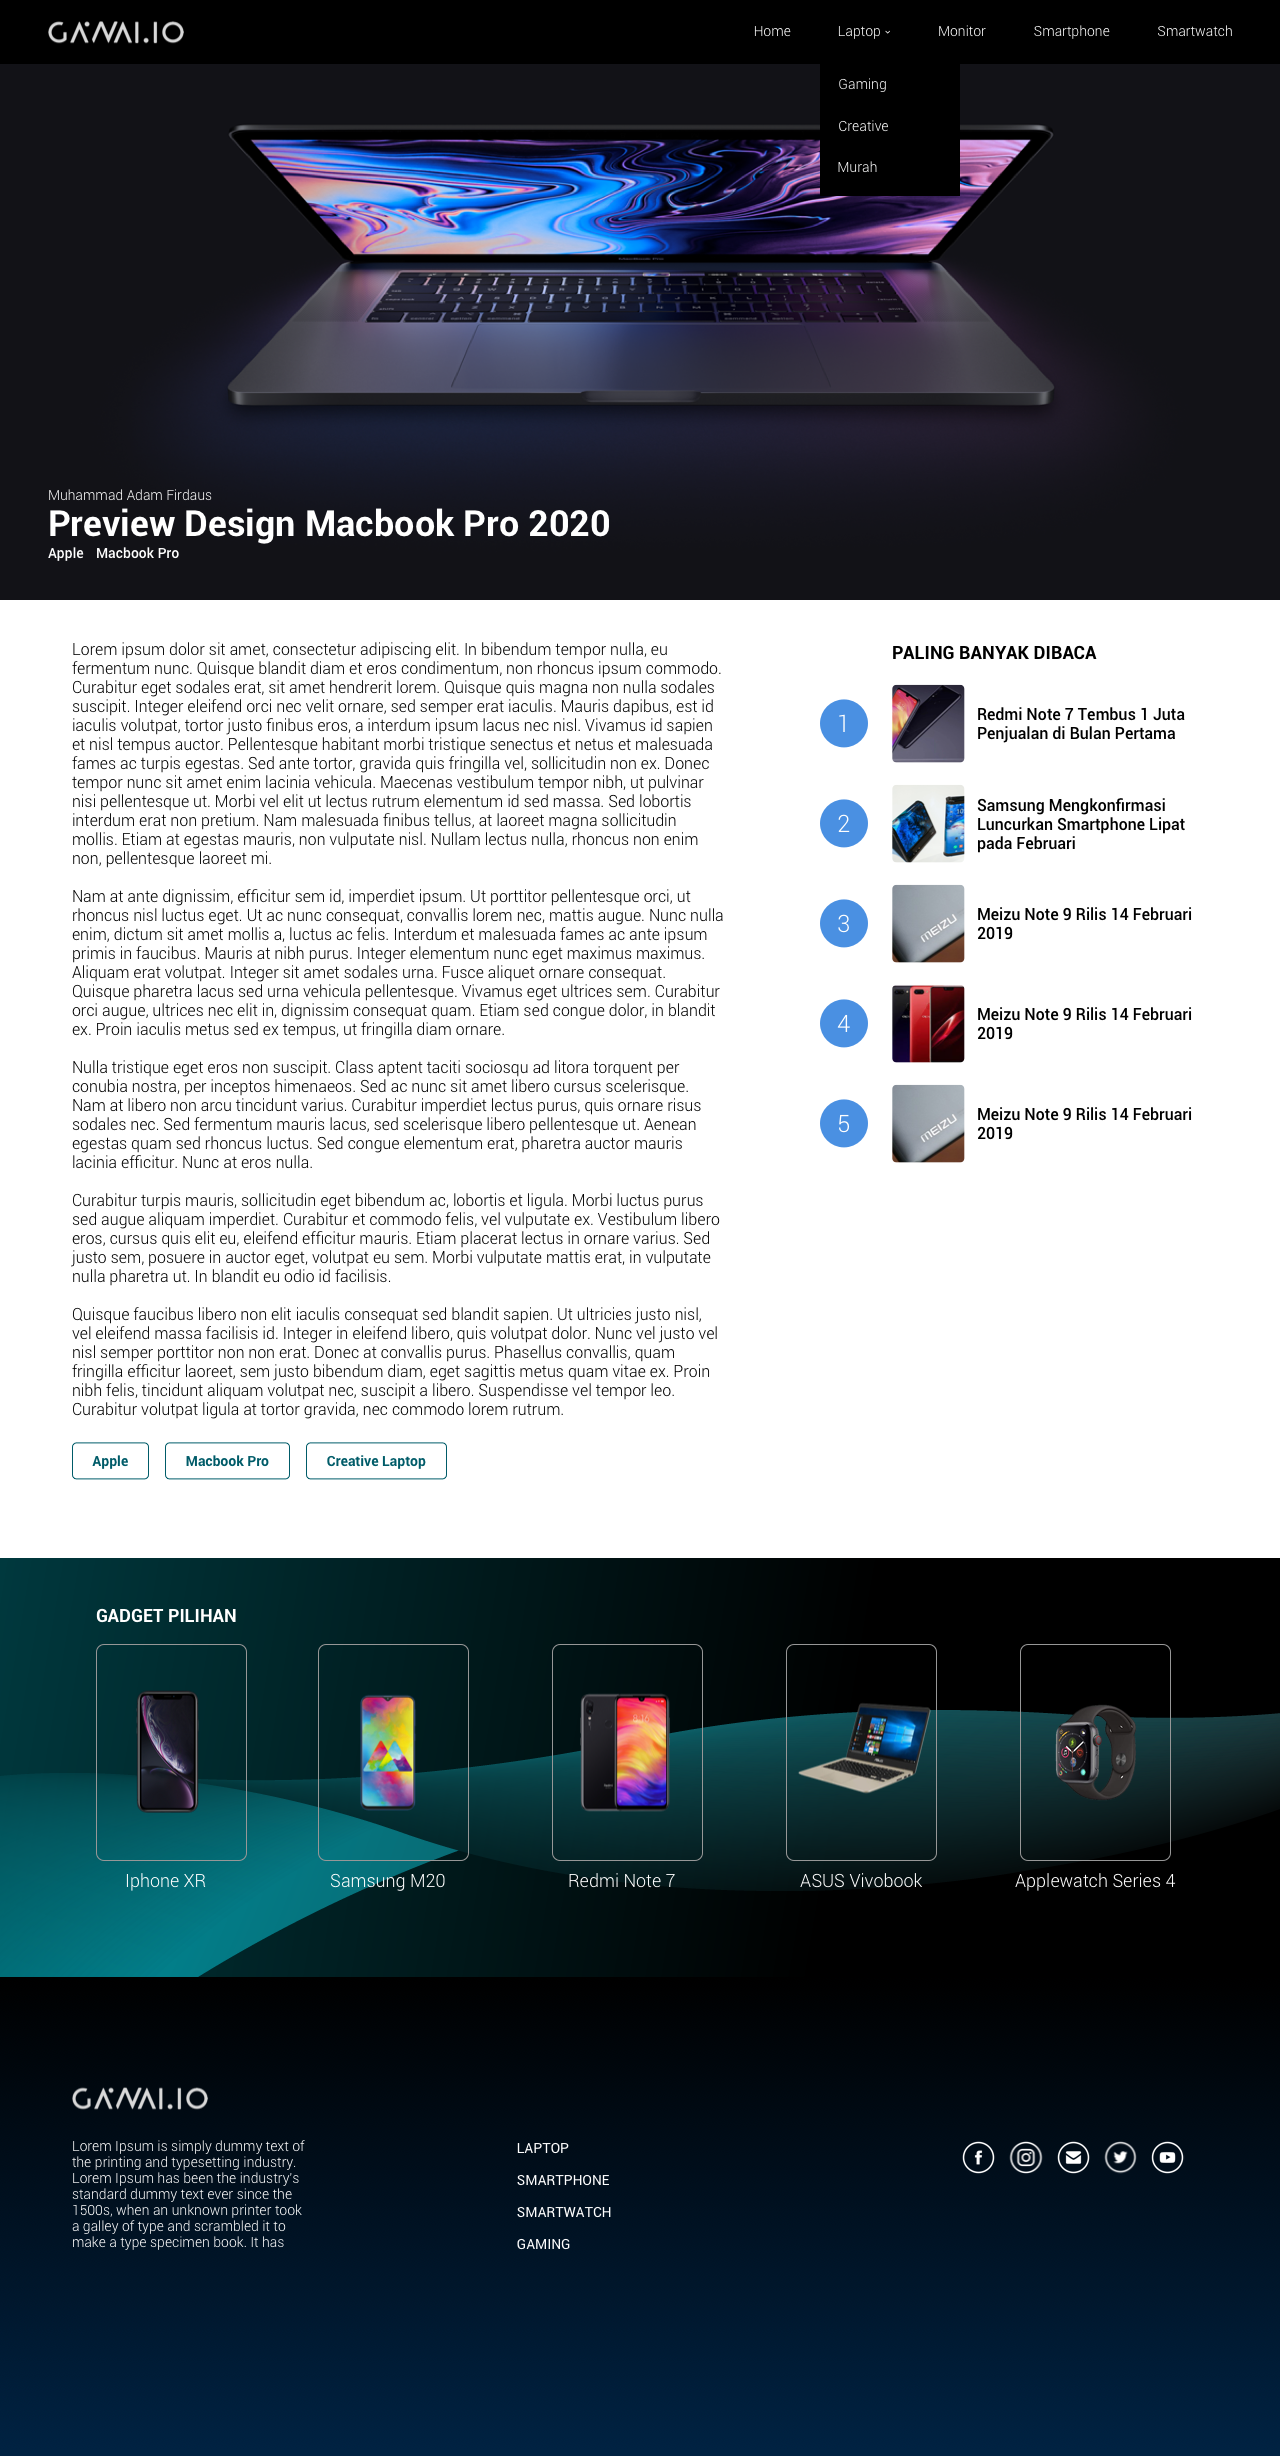 GAWAI.IO
Home Laptop Monitor Smartphone Smartwatch
Gaming
Creative
Murah
Muhammad Adam Firdaus
Preview Design Macbook Pro 2020
Apple Macbook Pro
Lorem ipsum dolor sit amet, consectetur adipiscing elit. In bibendum tempor nulla, eu
fermentum nunc. Quisque blandit diam et eros condimentum, non rhoncus ipsum commodo.
Curabitur eget sodales erat, sit amet hendrerit lorem. Quisque quis magna non nulla sodales
suscipit. Integer eleifend orci nec velit ornare, sed semper erat iaculis. Mauris dapibus, est id
iaculis volutpat, tortor justo finibus eros, a interdum ipsum lacus nec nisl. Vivamus id sapien
et nisl tempus auctor. Pellentesque habitant morbi tristique senectus et netus et malesuada
fames ac turpis egestas. Sed ante tortor, gravida quis fringilla vel, sollicitudin non ex. Donec
tempor nunc sit amet enim lacinia vehicula. Maecenas vestibulum tempor nibh, ut pulvinar
nisi pellentesque ut. Morbi vel elit ut lectus rutrum elementum id sed massa. Sed lobortis
interdum erat non pretium. Nam malesuada finibus tellus, at laoreet magna sollicitudin
mollis. Etiam at egestas mauris, non vulputate nisl. Nullam lectus nulla, rhoncus non enim
non, pellentesque laoreet mi.
Nam at ante dignissim, efficitur sem id, imperdiet ipsum. Ut porttitor pellentesque orci, ut
rhoncus nisl luctus eget. Ut ac nunc consequat, convallis lorem nec, mattis augue. Nunc nulla
enim, dictum sit amet mollis a, luctus ac felis. Interdum et malesuada fames ac ante ipsum
primis in faucibus. Mauris at nibh purus. Integer elementum nunc eget maximus maximus.
Aliquam erat volutpat. Integer sit amet sodales urna. Fusce aliquet ornare consequat.
Quisque pharetra lacus sed urna vehicula pellentesque. Vivamus eget ultrices sem. Curabitur
orci augue, ultrices nec elit in, dignissim consequat quam. Etiam sed congue dolor, in blandit
ex. Proin iaculis metus sed ex tempus, ut fringilla diam ornare.
Nulla tristique eget eros non suscipit. Class aptent taciti sociosqu ad litora torquent per
conubia nostra, per inceptos himenaeos. Sed ac nunc sit amet libero cursus scelerisque.
Nam at libero non arcu tincidunt varius. Curabitur imperdiet lectus purus, quis ornare risus
sodales nec. Sed fermentum mauris lacus, sed scelerisque libero pellentesque ut. Aenean
egestas quam sed rhoncus luctus. Sed congue elementum erat, pharetra auctor mauris
lacinia efficitur. Nunc at eros nulla.
Curabitur turpis mauris, sollicitudin eget bibendum ac, lobortis et ligula. Morbi luctus purus
sed augue aliquam imperdiet. Curabitur et commodo felis, vel vulputate ex. Vestibulum libero
eros, cursus quis elit eu, eleifend efficitur mauris. Etiam placerat lectus in ornare varius. Sed
justo sem, posuere in auctor eget, volutpat eu sem. Morbi vulputate mattis erat, in vulputate
nulla pharetra ut. In blandit eu odio id facilisis.
Quisque faucibus libero non elit iaculis consequat sed blandit sapien. Ut ultricies justo nisl,
vel eleifend massa facilisis id. Integer in eleifend libero, quis volutpat dolor. Nunc vel justo vel
nisl semper porttitor non non erat. Donec at convallis purus. Phasellus convallis, quam
fringilla efficitur laoreet, sem justo bibendum diam, eget sagittis metus quam vitae ex. Proin
nibh felis, tincidunt aliquam volutpat nec, suscipit a libero. Suspendisse vel tempor leo.
Curabitur volutpat ligula at tortor gravida, nec commodo lorem rutrum.
Apple Macbook Pro Creative Laptop
PALING BANYAK DIBACA
1
Redmi Note 7 Tembus 1 Juta
Penjualan di Bulan Pertama
2
Samsung Mengkonfirmasi
Luncurkan Smartphone Lipat
pada Februari
3
MEIZU
Meizu Note 9 Rilis 14 Februari
2019
4
Meizu Note 9 Rilis 14 Februari
2019
5
MEIZU
Meizu Note 9 Rilis 14 Februari
2019
GADGET PILIHAN
Iphone XR
Samsung M20
Redmi Note 7
ASUS Vivobook
Applewatch Series 4
GAWAI.IO
Lorem Ipsum is simply dummy text of
the printing and typesetting industry.
Lorem Ipsum has been the industry's
standard dummy text ever since the
1500s, when an unknown printer took
a galley of type and scrambled it to
make a type specimen book. It has
LAPTOP
SMARTPHONE
SMARTWATCH
GAMING